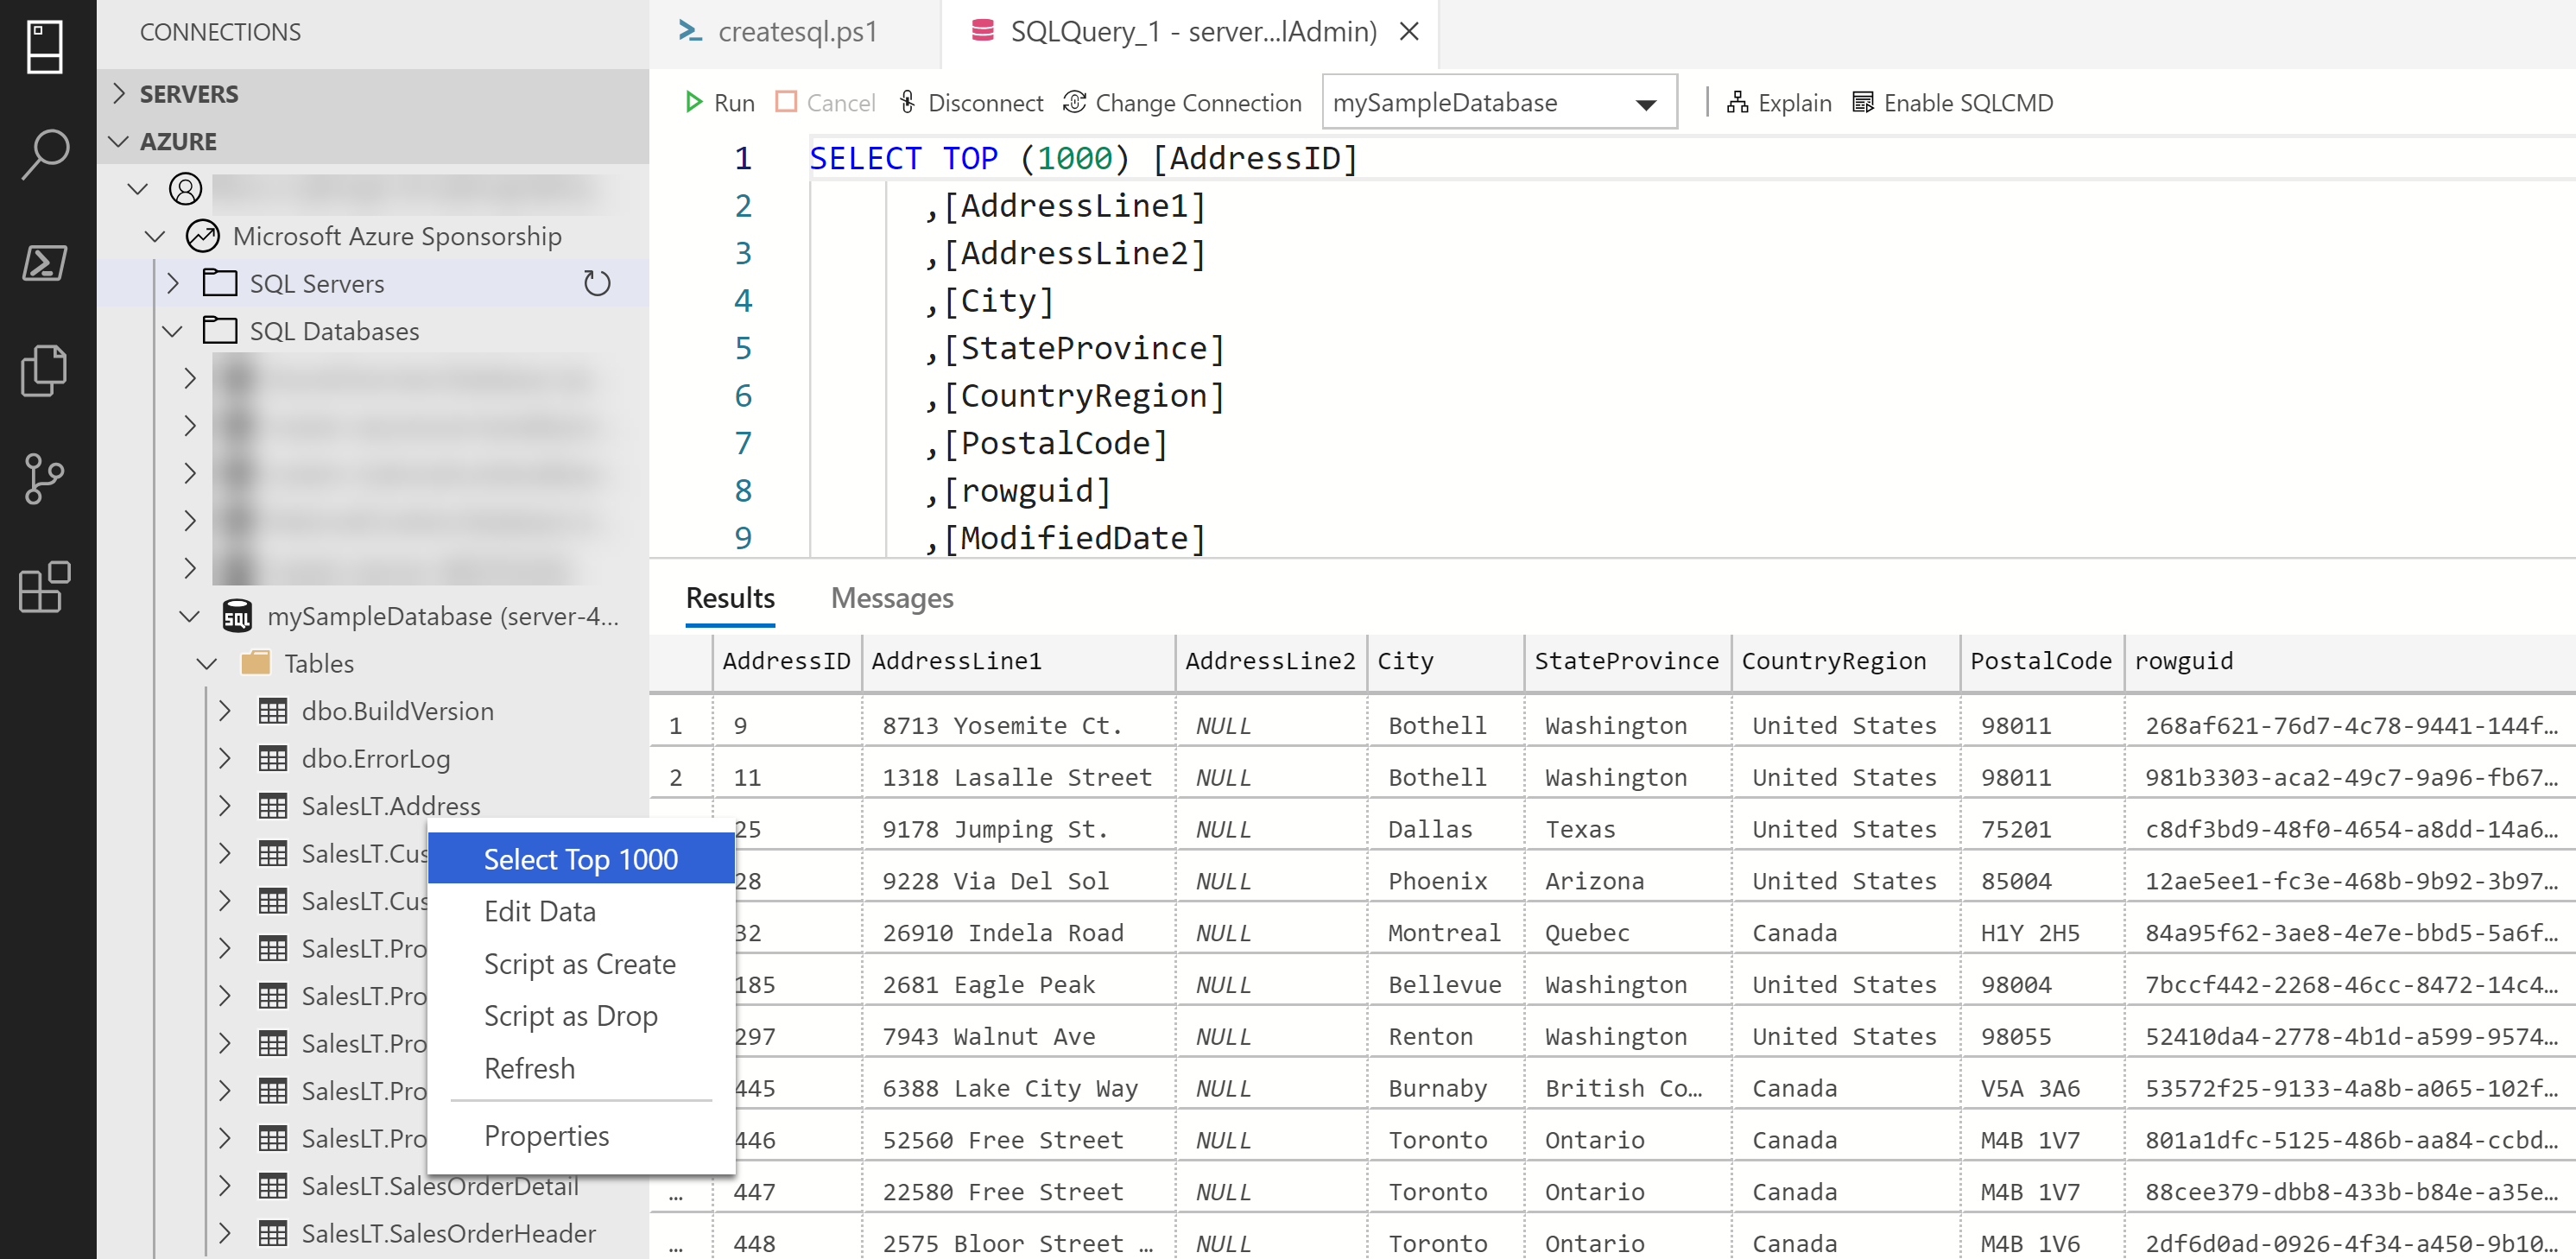 CONNECTIONS
SERVERS
AZURE
Microsoft Azure Sponsorship
SQL Servers
SQL Databases
mySampleDatabase (server-4...
Tables
dbo.BuildVersion
dbo.ErrorLog
SalesLT.Address
SalesLT.Cus
SalesLT.Cus
SalesLT.Pro
SalesLT.Pro
SalesLT.Pro
SalesLT.Pro
SalesLT.Pro
SalesLT.SalesOrderDetail
SalesLT.SalesOrderHeader
Select Top 1000
Edit Data
Script as Create
Script as Drop
Refresh
Properties
createsql.ps1
SQLQuery_1 - server...lAdmin)
Run Cancel Disconnect Change Connection mySampleDatabase Explain Enable SQLCMD
1 SELECT TOP (1000) [AddressID]
2 ,[AddressLine1]
3 ,[AddressLine2]
4 ,[City]
5 ,[StateProvince]
6 ,[CountryRegion]
7 ,[PostalCode]
8 ,[rowguid]
9 ,[ModifiedDate]
Results Messages
AddressID AddressLine1 AddressLine2 City StateProvince CountryRegion PostalCode rowguid
1 9 8713 Yosemite Ct. NULL Bothell Washington United States 98011 268af621-76d7-4c78-9441-144f...
2 11 1318 Lasalle Street NULL Bothell Washington United States 98011 981b3303-aca2-49c7-9a96-fb67...
25 9178 Jumping St. NULL Dallas Texas United States 75201 c8df3bd9-48f0-4654-a8dd-14a6...
28 9228 Via Del Sol NULL Phoenix Arizona United States 85004 12ae5ee1-fc3e-468b-9b92-3b97...
32 26910 Indela Road NULL Montreal Quebec Canada H1Y 2H5 84a95f62-3ae8-4e7e-bbd5-5a6f...
185 2681 Eagle Peak NULL Bellevue Washington United States 98004 7bccf442-2268-46cc-8472-14c4...
297 7943 Walnut Ave NULL Renton Washington United States 98055 52410da4-2778-4b1d-a599-9574...
445 6388 Lake City Way NULL Burnaby British Co... Canada V5A 3A6 53572f25-9133-4a8b-a065-102f...
446 52560 Free Street NULL Toronto Ontario Canada M4B 1V7 801a1dfc-5125-486b-aa84-ccbd...
... 447 22580 Free Street NULL Toronto Ontario Canada M4B 1V7 88cee379-dbb8-433b-b84e-a35e...
... 448 2575 Bloor Street ... NULL Toronto Ontario Canada M4B 1V6 2df6d0ad-0926-4f34-a450-9b10...